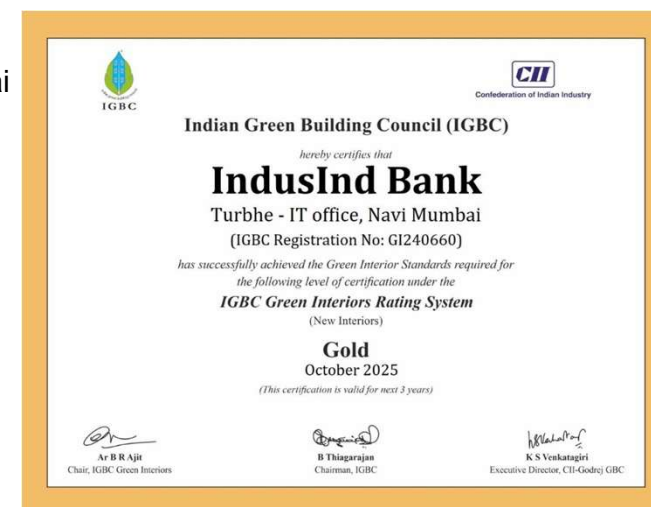 IGBC
CII
Confederation of Indian Industry
Indian Green Building Council (IGBC)
hereby certifies that
IndusInd Bank
Turbhe - IT office, Navi Mumbai
(IGBC Registration No: GI240660)
has successfully achieved the Green Interior Standards required for
the following level of certification under the
IGBC Green Interiors Rating System
(New Interiors)
Gold
October 2025
(This certification is valid for next 3 years)
Ar B R Ajit
Chair, IGBC Green Interiors
B Thiagarajan
Chairman, IGBC
K S Venkatagiri
Executive Director, CII-Godrej GBC